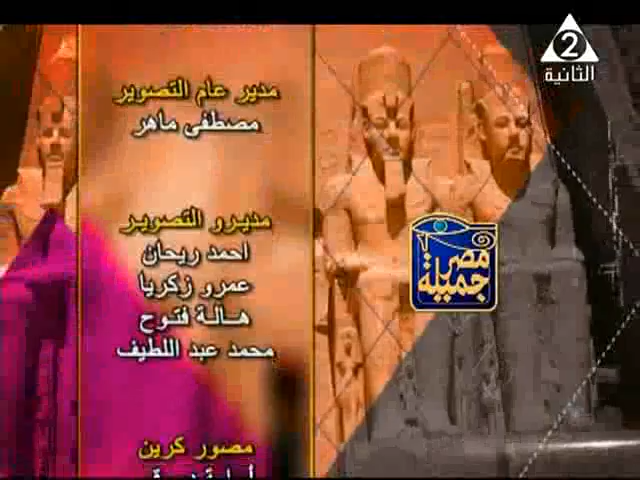 2
الثانية
مدير عام التصوير
مصطفى ماهر
مديرو التصوير
احمد ريحان
عمرو زكريا
هالة فتوح
محمد عبد اللطيف
مصر
جميلة
مصور كرين